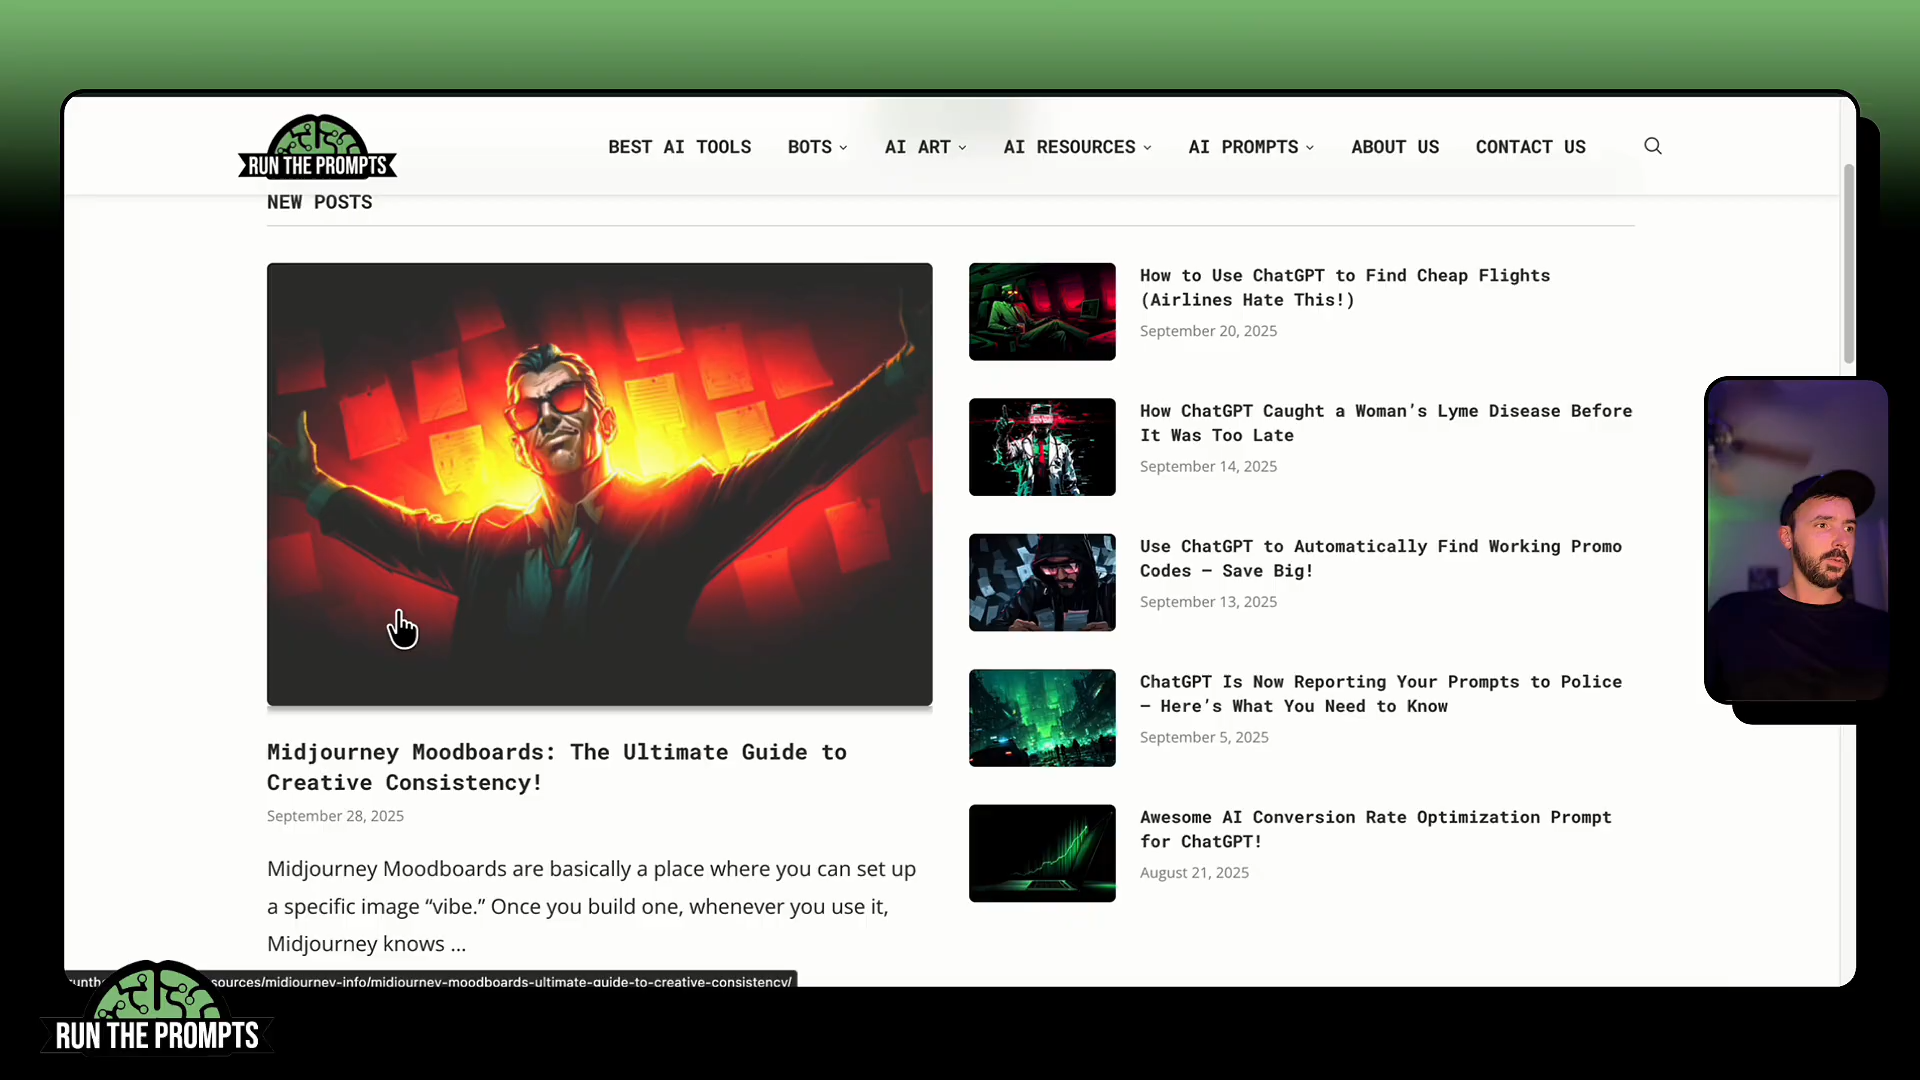 RUN THE PROMPTS
BEST AI TOOLS
BOTS
AI ART
AI RESOURCES
AI PROMPTS
ABOUT US
CONTACT US
NEW POSTS
Midjourney Moodboards: The Ultimate Guide to
Creative Consistency!
September 28, 2025
Midjourney Moodboards are basically a place where you can set up
a specific image “vibe.” Once you build one, whenever you use it,
Midjourney knows ...
How to Use ChatGPT to Find Cheap Flights
(Airlines Hate This!)
September 20, 2025
How ChatGPT Caught a Woman’s Lyme Disease Before
It Was Too Late
September 14, 2025
Use ChatGPT to Automatically Find Working Promo
Codes – Save Big!
September 13, 2025
ChatGPT Is Now Reporting Your Prompts to Police
– Here’s What You Need to Know
September 5, 2025
Awesome AI Conversion Rate Optimization Prompt
for ChatGPT!
August 21, 2025
sources/midjourney-info/midjourney-moodboards-ultimate-guide-to-creative-consistency/
RUN THE PROMPTS